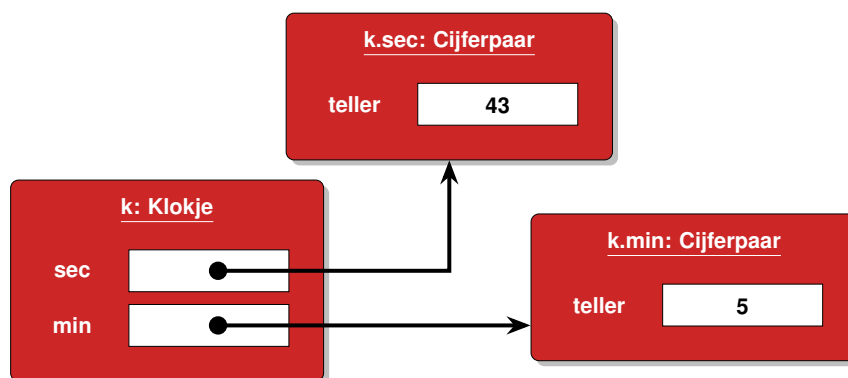 k.sec: Cijferpaar
teller 43
k: Klokje
sec
min
k.min: Cijferpaar
teller 5